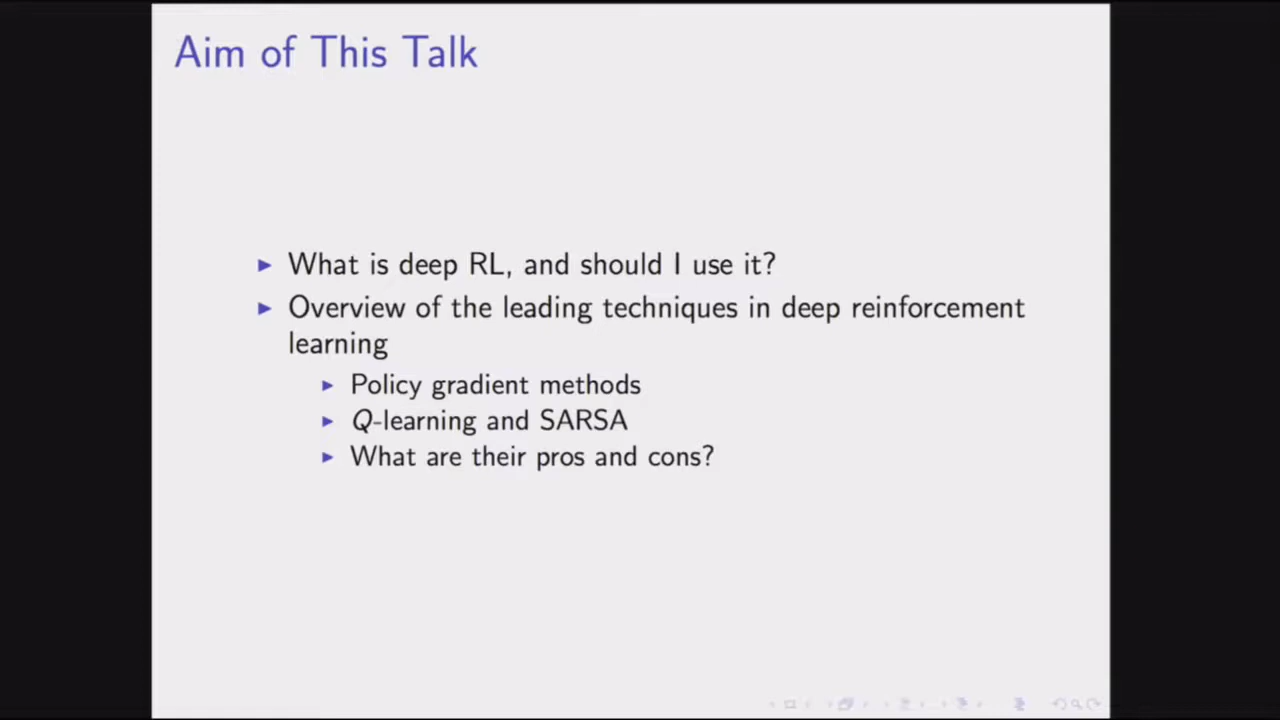 Aim of This Talk
What is deep RL, and should I use it?
Overview of the leading techniques in deep reinforcement
learning
Policy gradient methods
Q-learning and SARSA
What are their pros and cons?